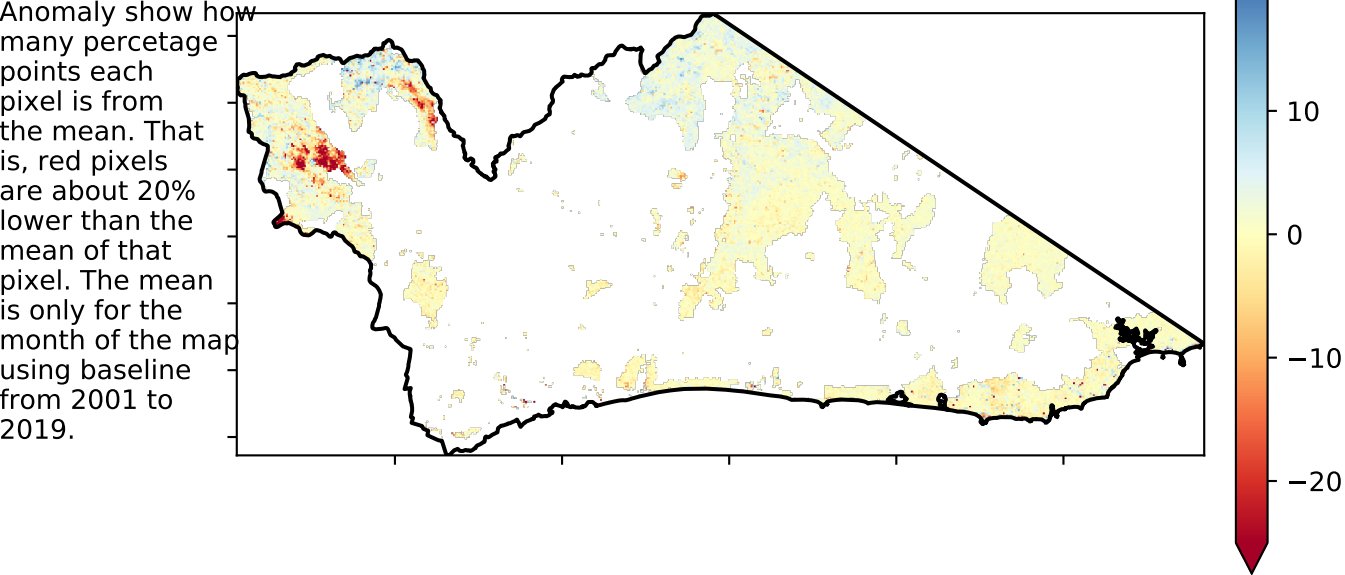 Anomaly show how
many percetage
points each
pixel is from
the mean. That
is, red pixels
are about 20%
lower than the
mean of that
pixel. The mean
is only for the
month of the map
using baseline
from 2001 to
2019.
10
0
−10
−20